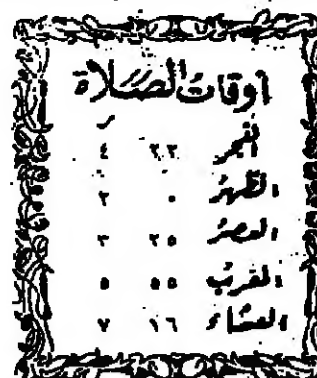 أوقات الصلاة
الفجر ٢٢ ٤
الظهر ٠ ٢
العصر ٢٥ ٣
المغرب ٥٥ ٥
العشاء ١٦ ٧